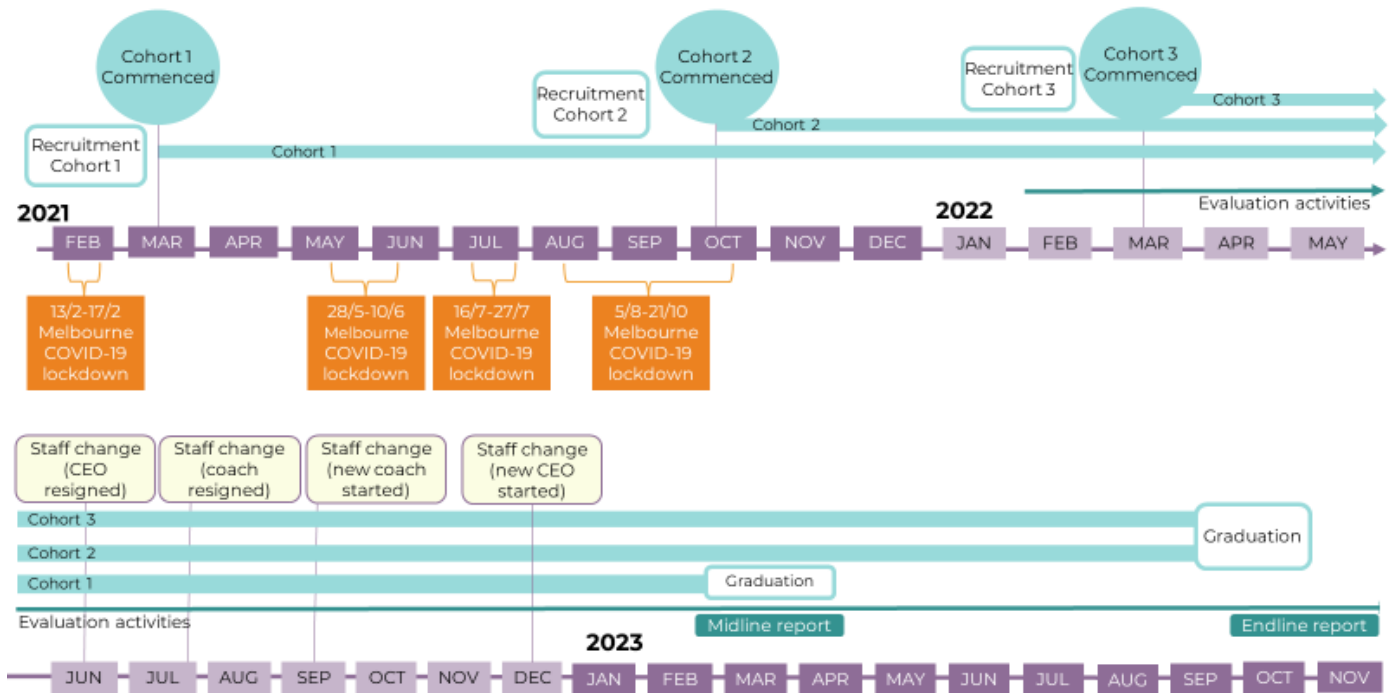 Cohort 1
Commenced
Cohort 2
Commenced
Cohort 3
Commenced
Recruitment
Cohort 1
Recruitment
Cohort 2
Recruitment
Cohort 3
Cohort 3
Cohort 2
Cohort 1
Evaluation activities
2021
2022
FEB
MAR
APR
MAY
JUN
JUL
AUG
SEP
OCT
NOV
DEC
JAN
FEB
MAR
APR
MAY
13/2-17/2
Melbourne
COVID-19
lockdown
28/5-10/6
Melbourne
COVID-19
lockdown
16/7-27/7
Melbourne
COVID-19
lockdown
5/8-21/10
Melbourne
COVID-19
lockdown
Staff change
(CEO
resigned)
Staff change
(coach
resigned)
Staff change
(new coach
started)
Staff change
(new CEO
started)
Cohort 3
Cohort 2
Cohort 1
Graduation
Graduation
Evaluation activities
Midline report
Endline report
2023
JUN
JUL
AUG
SEP
OCT
NOV
DEC
JAN
FEB
MAR
APR
MAY
JUN
JUL
AUG
SEP
OCT
NOV